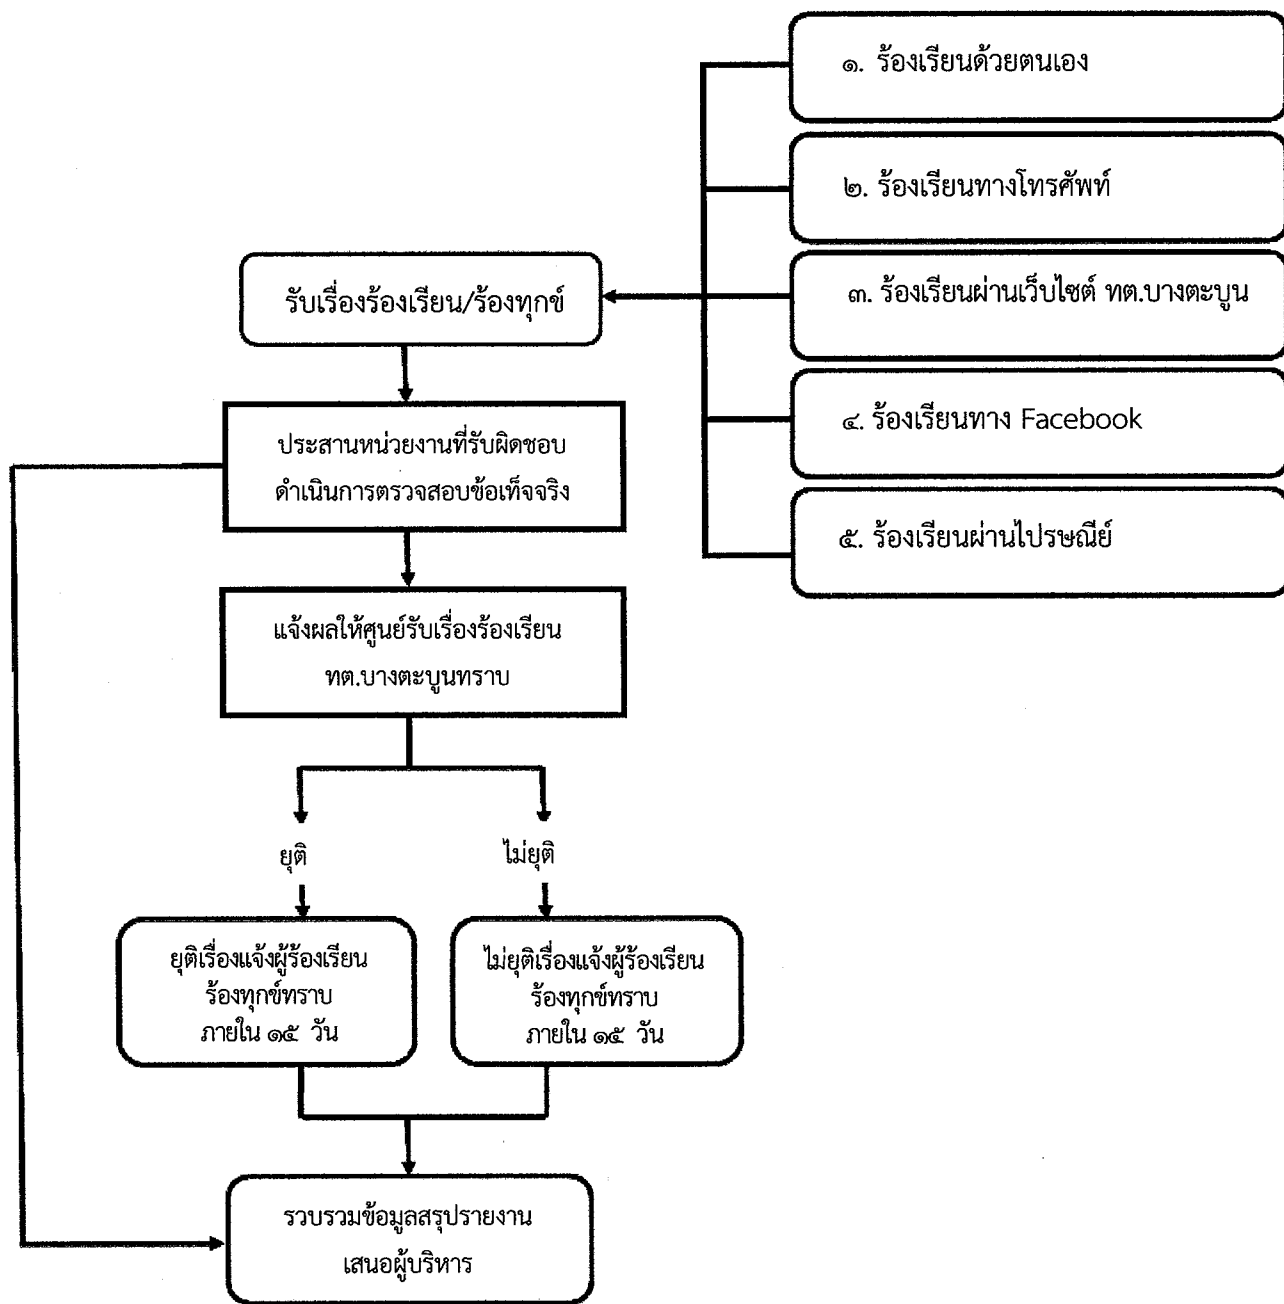 ๑. ร้องเรียนด้วยตนเอง
๒. ร้องเรียนทางโทรศัพท์
๓. ร้องเรียนผ่านเว็บไซต์ ทต.บางตะบูน
๔. ร้องเรียนทาง Facebook
๕. ร้องเรียนผ่านไปรษณีย์
รับเรื่องร้องเรียน/ร้องทุกข์
ประสานหน่วยงานที่รับผิดชอบ
ดำเนินการตรวจสอบข้อเท็จจริง
แจ้งผลให้ศูนย์รับเรื่องร้องเรียน
ทต.บางตะบูนทราบ
ยุติ
ไม่ยุติ
ยุติเรื่องแจ้งผู้ร้องเรียน
ร้องทุกข์ทราบ
ภายใน ๑๕ วัน
ไม่ยุติเรื่องแจ้งผู้ร้องเรียน
ร้องทุกข์ทราบ
ภายใน ๑๕ วัน
รวบรวมข้อมูลสรุปรายงาน
เสนอผู้บริหาร